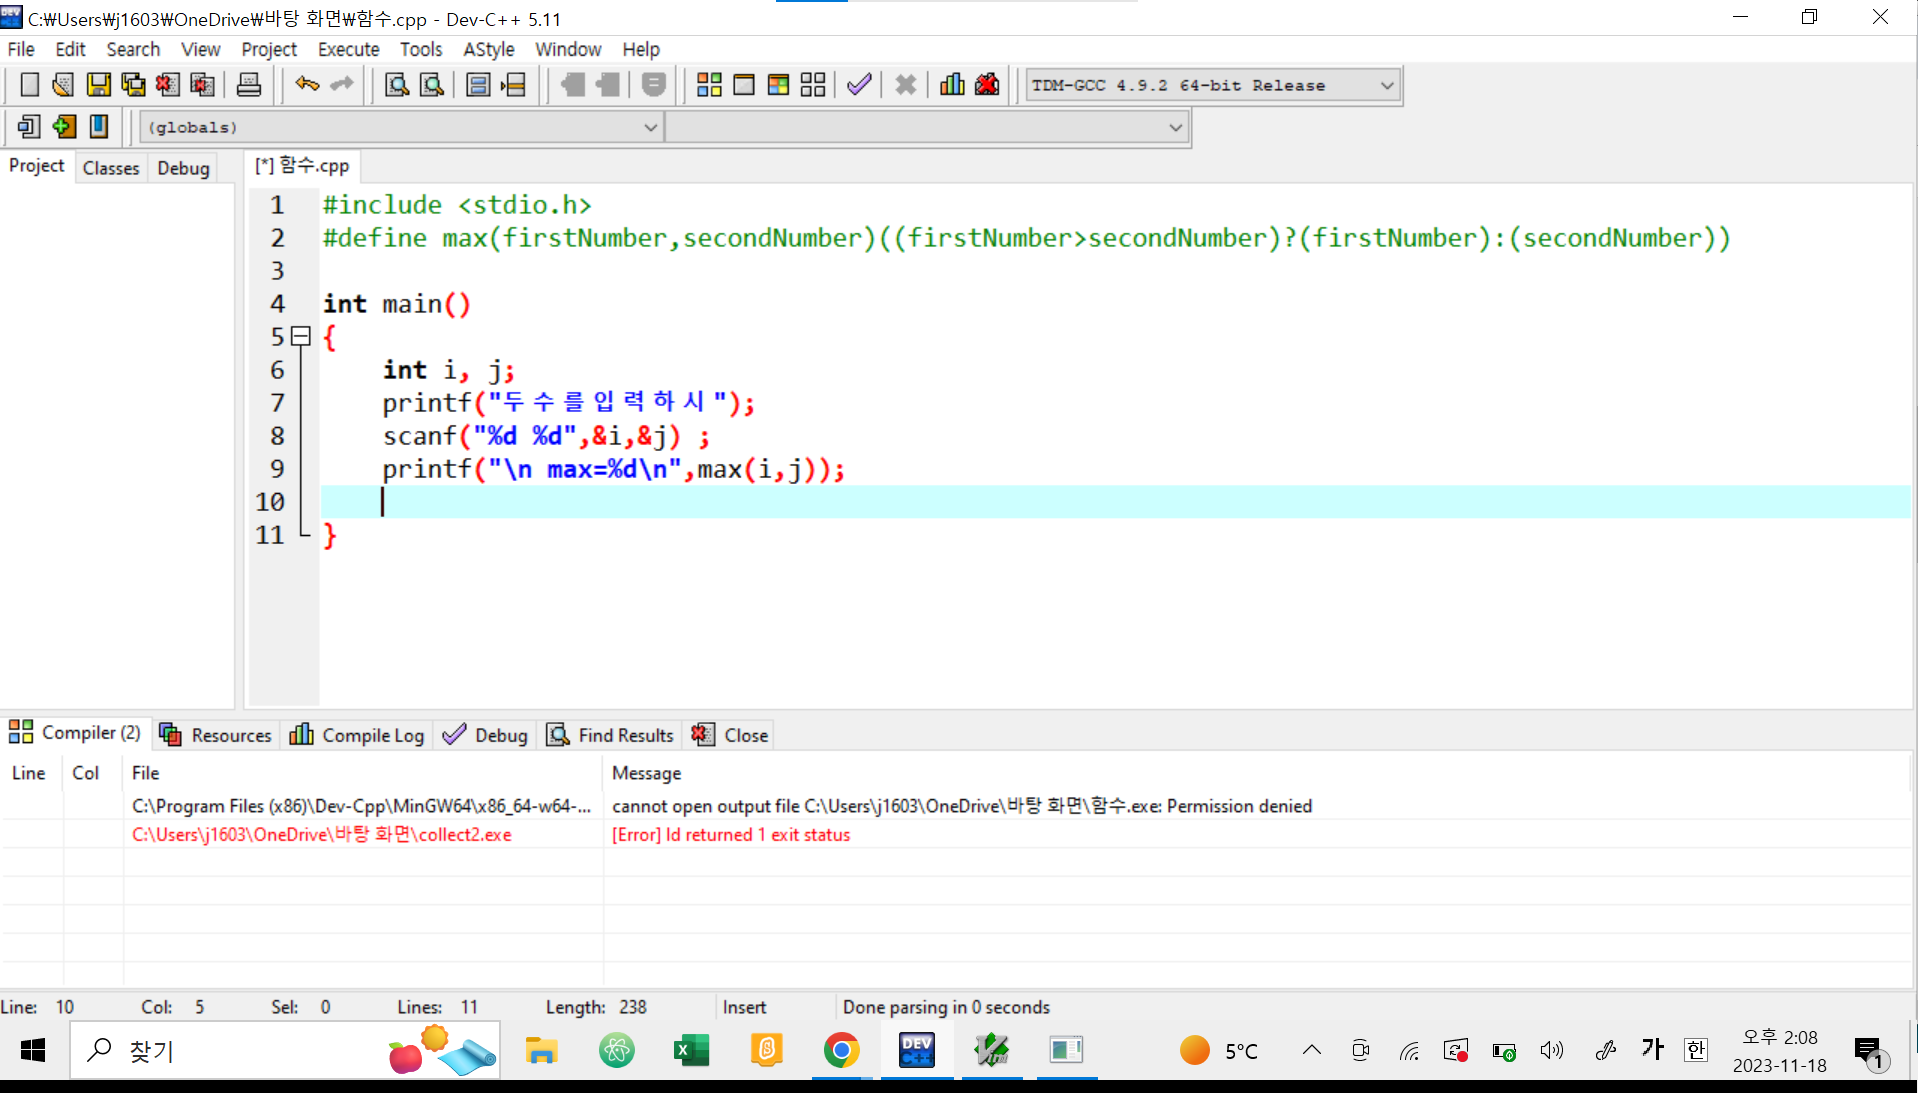 C:₩Users₩j1603₩OneDrive₩바탕 화면₩함수.cpp - Dev-C++ 5.11
File Edit Search View Project Execute Tools AStyle Window Help
TDM-GCC 4.9.2 64-bit Release
(globals)
Project Classes Debug
[*] 함수.cpp
1 #include <stdio.h>
2 #define max(firstNumber,secondNumber)((firstNumber>secondNumber)?(firstNumber):(secondNumber))
3
4 int main()
5 {
6 int i, j;
7 printf("두수를입력하시");
8 scanf("%d %d",&i,&j) ;
9 printf("\n max=%d\n",max(i,j));
10
11 }
Compiler (2) Resources Compile Log Debug Find Results Close
Line Col File Message
C:\Program Files (x86)\Dev-Cpp\MinGW64\x86_64-w64-... cannot open output file C:\Users\j1603\OneDrive\바탕 화면\함수.exe: Permission denied
C:\Users\j1603\OneDrive\바탕 화면\collect2.exe [Error] ld returned 1 exit status
Line: 10 Col: 5 Sel: 0 Lines: 11 Length: 238 Insert Done parsing in 0 seconds
찾기 DEV C++ 5°C 가 한 오후 2:08
2023-11-18 1